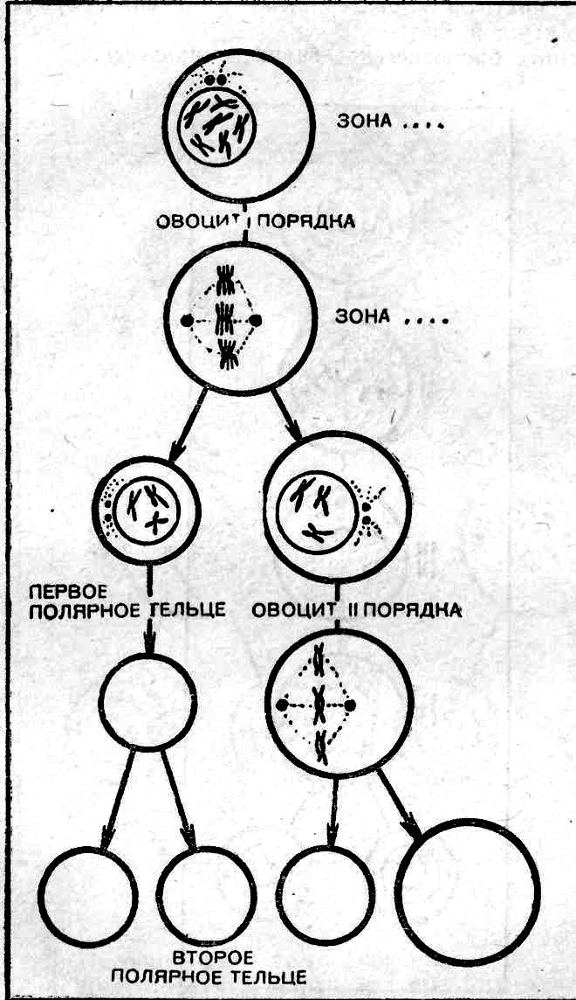 ЗОНА ....
ОВОЦИТ I ПОРЯДКА
ЗОНА ....
ПЕРВОЕ
ПОЛЯРНОЕ ТЕЛЬЦЕ
ОВОЦИТ II ПОРЯДКА
ВТОРОЕ
ПОЛЯРНОЕ ТЕЛЬЦЕ